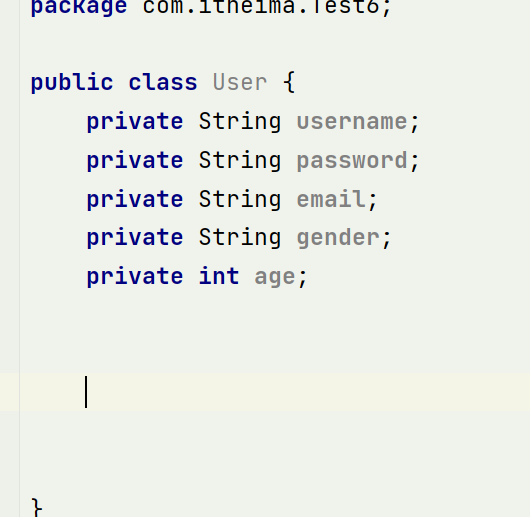 package com.itheima.Test6;
public class User {
private String username;
private String password;
private String email;
private String gender;
private int age;
}